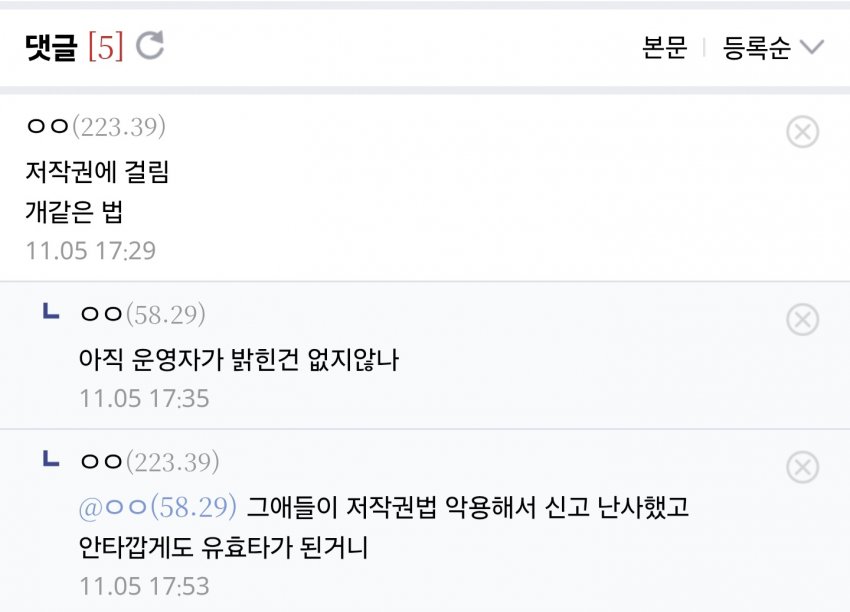 댓글 [5] 본문 등록순
ㅇㅇ(223.39)
저작권에 걸림
개같은 법
11.05 17:29
ㅇㅇ(58.29)
아직 운영자가 밝힌건 없지않나
11.05 17:35
ㅇㅇ(223.39)
@ㅇㅇ(58.29) 그애들이 저작권법 악용해서 신고 난사했고
안타깝게도 유효타가 된거니
11.05 17:53